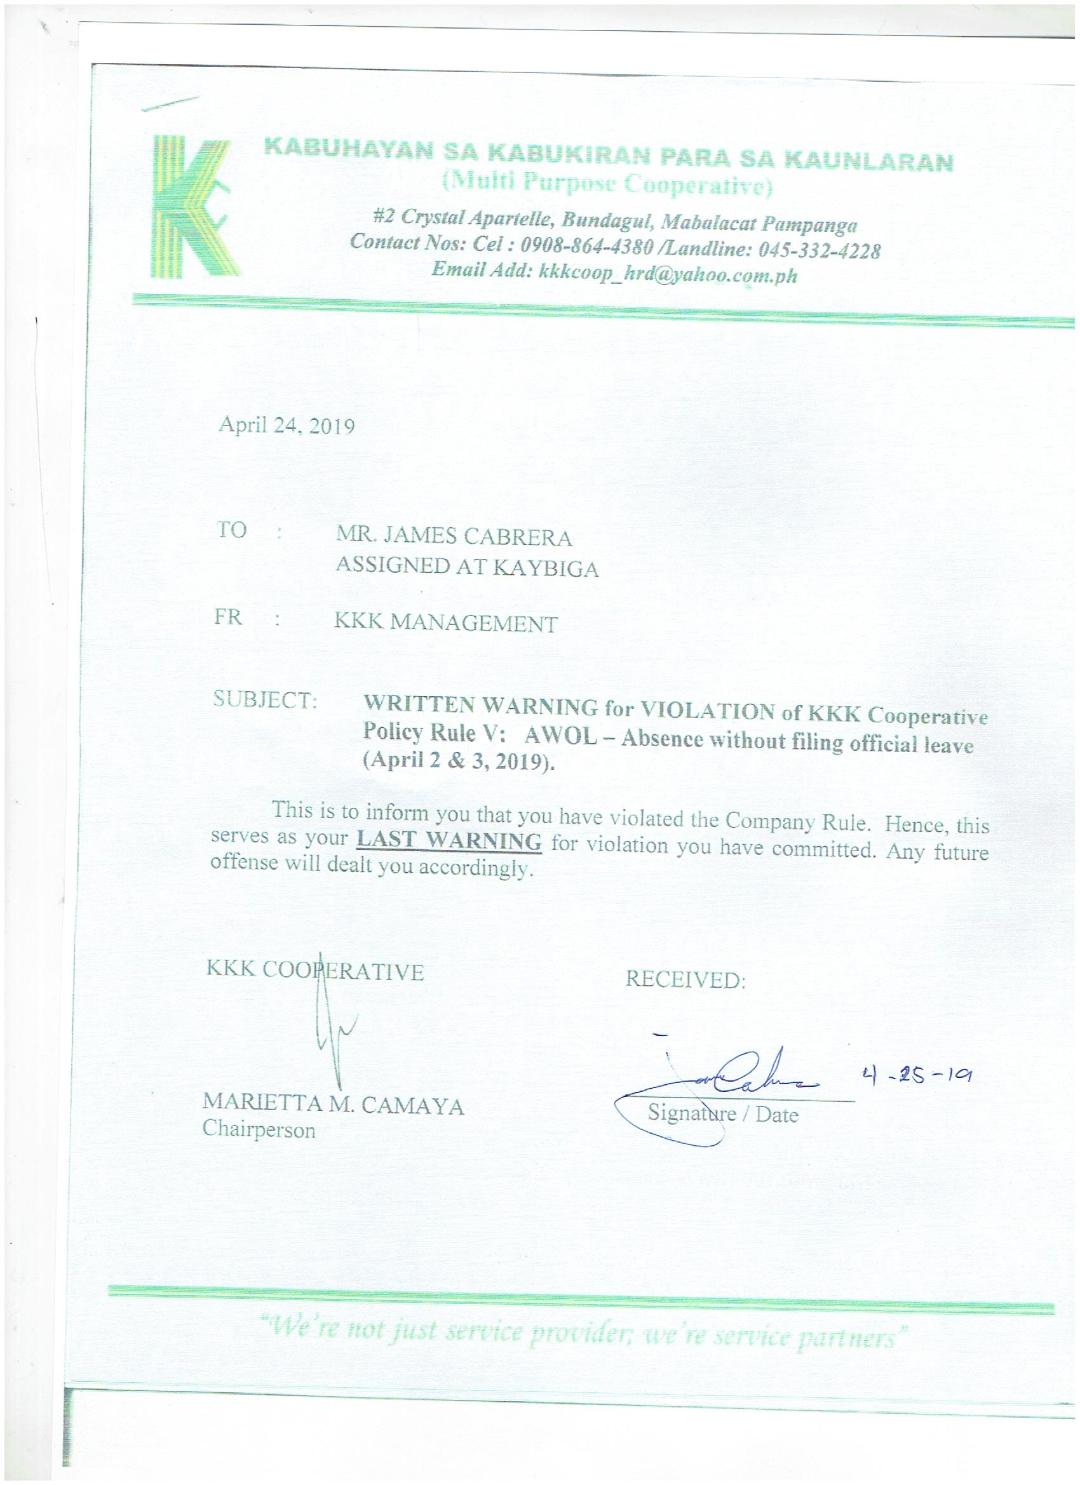 KABUHAYAN SA KABUKIRAN PARA SA KAUNLARAN
(Multi Purpose Cooperative)
#2 Crystal Apartelle, Bundagul, Mabalacat Pampanga
Contact Nos: Cel : 0908-864-4380 /Landline: 045-332-4228
Email Add: kkkcoop_hrd@yahoo.com.ph
April 24, 2019
TO : MR. JAMES CABRERA
ASSIGNED AT KAYBIGA
FR : KKK MANAGEMENT
SUBJECT: WRITTEN WARNING for VIOLATION of KKK Cooperative
Policy Rule V: AWOL – Absence without filing official leave
(April 2 & 3, 2019).
This is to inform you that you have violated the Company Rule. Hence, this
serves as your LAST WARNING for violation you have committed. Any future
offense will dealt you accordingly.
KKK COOPERATIVE
RECEIVED:
4-25-19
MARIETTA M. CAMAYA
Chairperson
Signature / Date
"We're not just service provider; we're service partners"